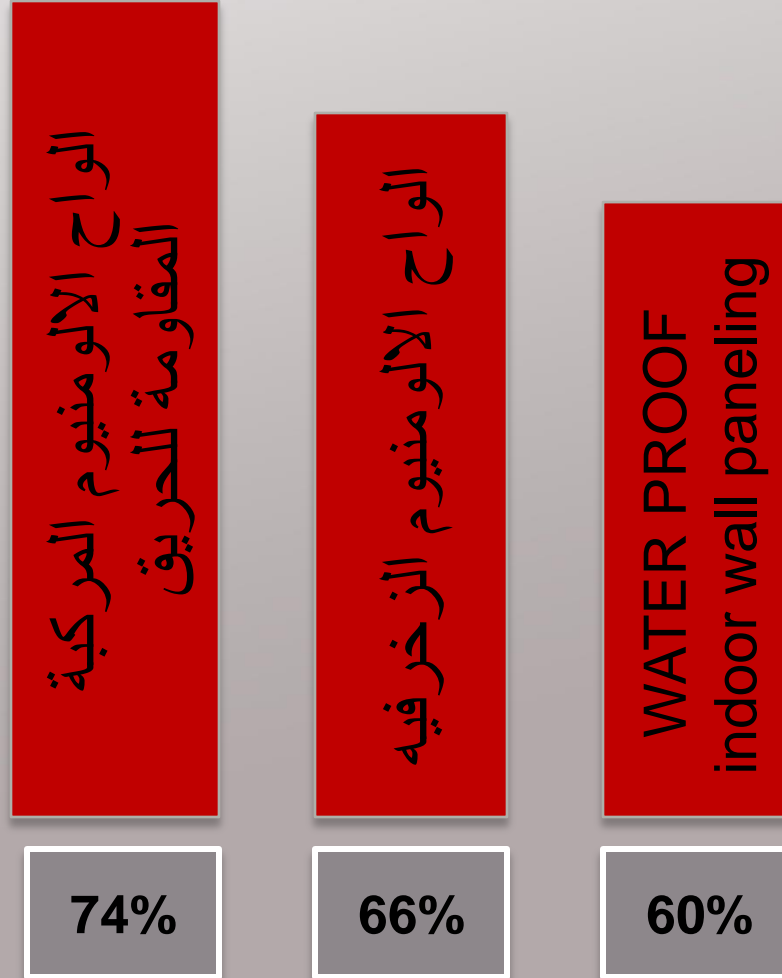 الواح الالومنيوم المركبة
المقاومة للحريق
74%
الواح الالومنيوم الزخرفيه
66%
WATER PROOF
indoor wall paneling
60%